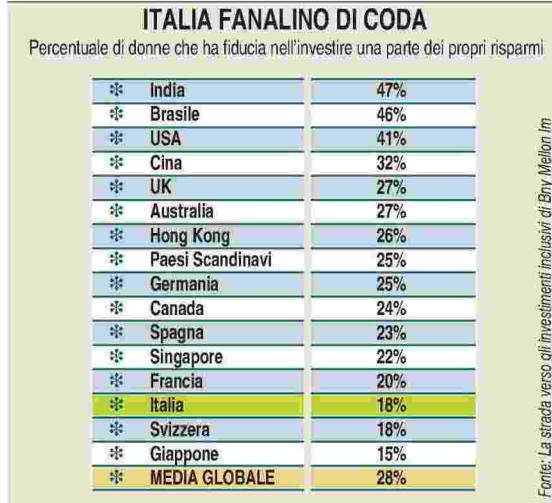 ITALIA FANALINO DI CODA
Percentuale di donne che ha fiducia nell'investire una parte dei propri risparmi
❇ India 47%
❇ Brasile 46%
❇ USA 41%
❇ Cina 32%
❇ UK 27%
❇ Australia 27%
❇ Hong Kong 26%
❇ Paesi Scandinavi 25%
❇ Germania 25%
❇ Canada 24%
❇ Spagna 23%
❇ Singapore 22%
❇ Francia 20%
❇ Italia 18%
❇ Svizzera 18%
❇ Giappone 15%
❇ MEDIA GLOBALE 28%
Fonte: La strada verso gli investimenti inclusivi di Bny Mellon Im